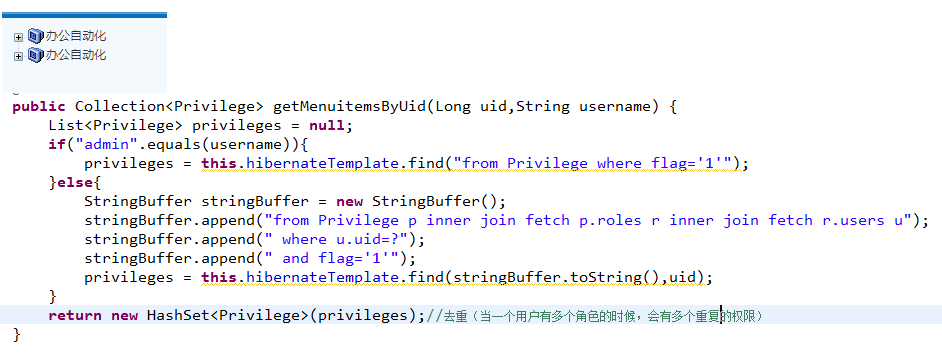 办公自动化
办公自动化
public Collection<Privilege> getMenuitemsByUid(Long uid,String username) {
List<Privilege> privileges = null;
if("admin".equals(username)){
privileges = this.hibernateTemplate.find("from Privilege where flag='1'");
}else{
StringBuffer stringBuffer = new StringBuffer();
stringBuffer.append("from Privilege p inner join fetch p.roles r inner join fetch r.users u");
stringBuffer.append(" where u.uid=?");
stringBuffer.append(" and flag='1'");
privileges = this.hibernateTemplate.find(stringBuffer.toString(),uid);
}
return new HashSet<Privilege>(privileges);//去重（当一个用户有多个角色的时候，会有多个重复的权限）
}